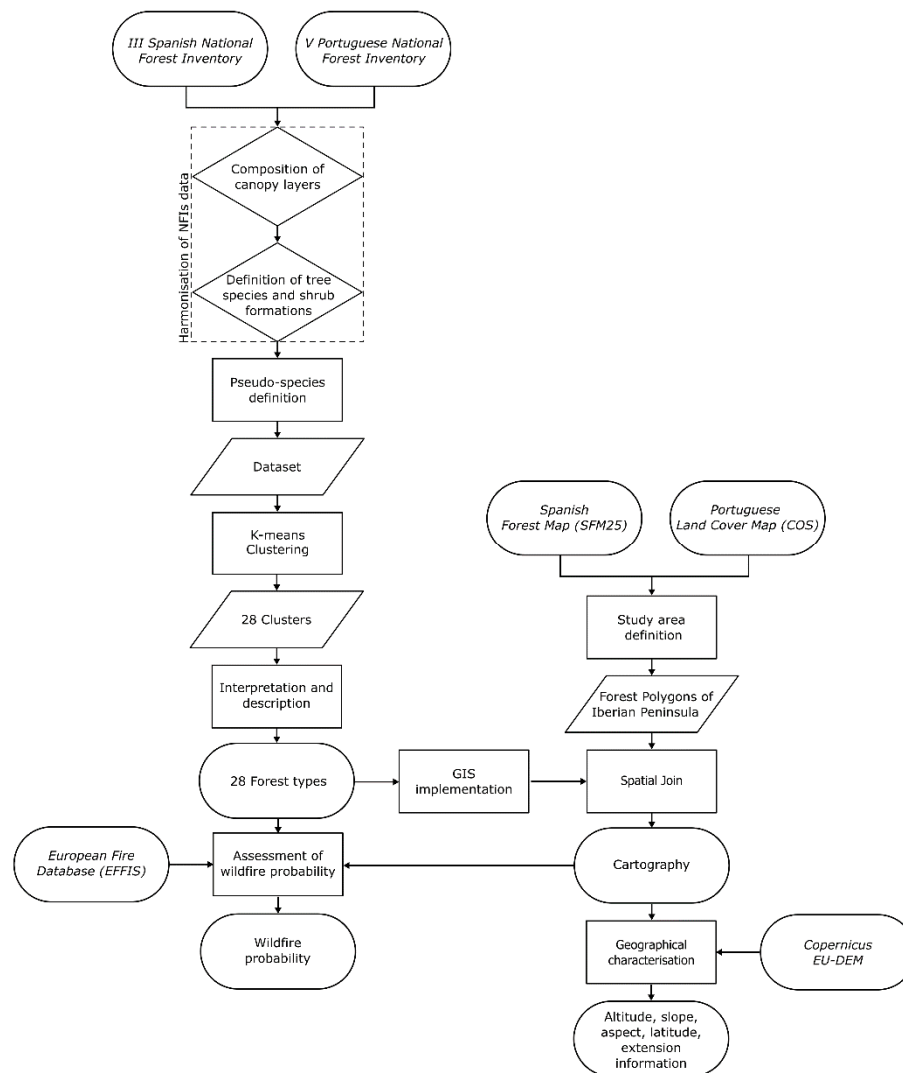 III Spanish National
Forest Inventory
V Portuguese National
Forest Inventory
Harmonisation of NFIs data
Composition of
canopy layers
Definition of tree
species and shrub
formations
Pseudo-species
definition
Dataset
K-means
Clustering
28 Clusters
Interpretation and
description
28 Forest types
GIS
implementation
Spanish
Forest Map (SFM25)
Portuguese
Land Cover Map (COS)
Study area
definition
Forest Polygons of
Iberian Peninsula
Spatial Join
European Fire
Database (EFFIS)
Assessment of
wildfire probability
Cartography
Wildfire
probability
Geographical
characterisation
Copernicus
EU-DEM
Altitude, slope,
aspect, latitude,
extension
information